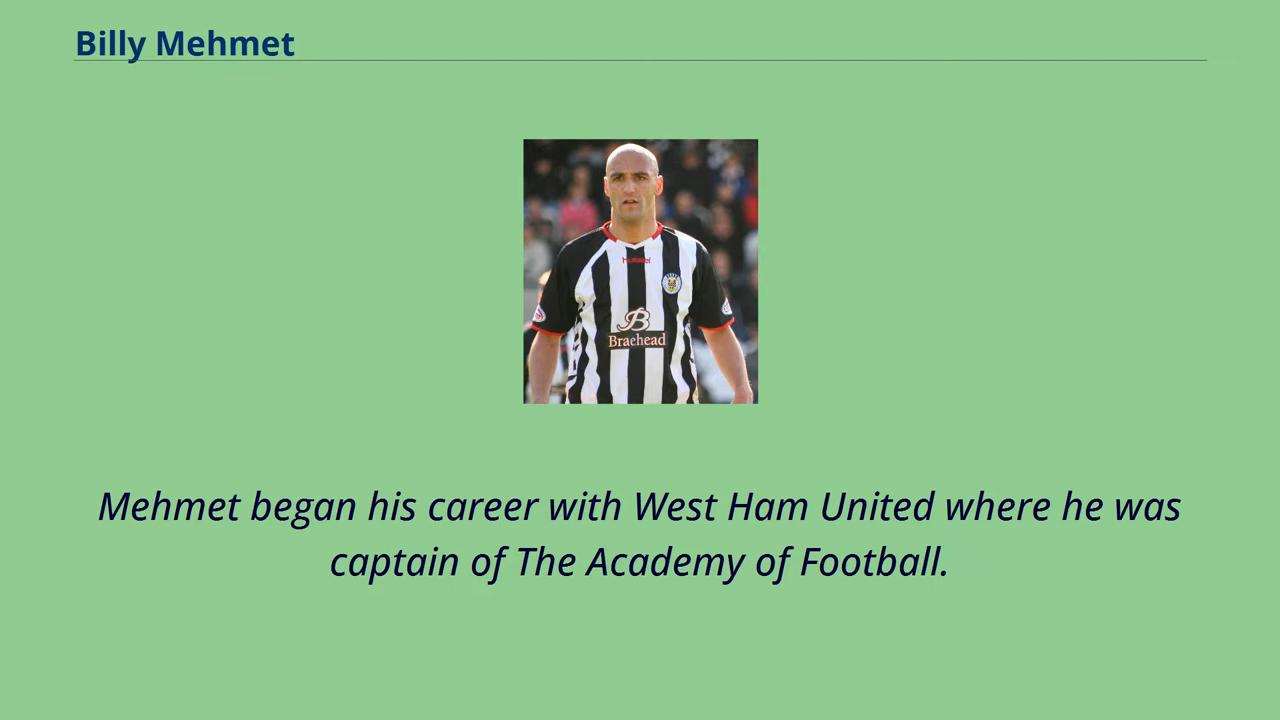 Billy Mehmet
hummel
B
Braehead
Mehmet began his career with West Ham United where he was
captain of The Academy of Football.